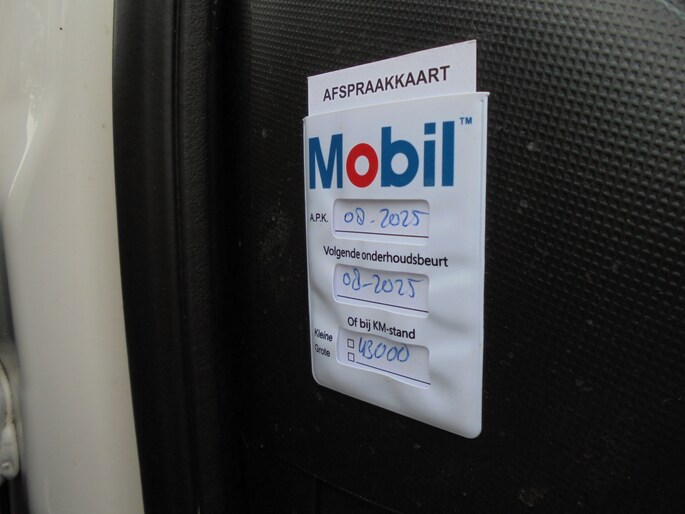 AFSPRAAKKAART
Mobil™
A.P.K. 08-2025
Volgende onderhoudsbeurt
08-2025
Of bij KM-stand
Kleine □ 43000
Grote □